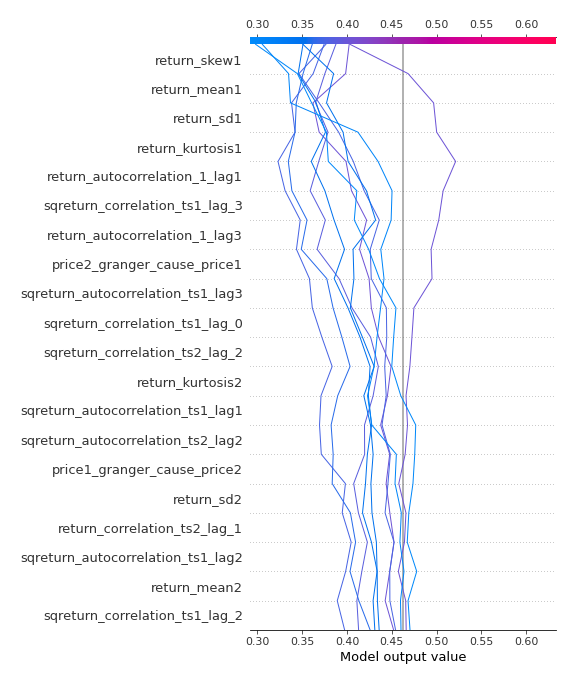 0.30 0.35 0.40 0.45 0.50 0.55 0.60
return_skew1
return_mean1
return_sd1
return_kurtosis1
return_autocorrelation_1_lag1
sqreturn_correlation_ts1_lag_3
return_autocorrelation_1_lag3
price2_granger_cause_price1
sqreturn_autocorrelation_ts1_lag3
sqreturn_correlation_ts1_lag_0
sqreturn_correlation_ts2_lag_2
return_kurtosis2
sqreturn_autocorrelation_ts1_lag1
sqreturn_autocorrelation_ts2_lag2
price1_granger_cause_price2
return_sd2
return_correlation_ts2_lag_1
sqreturn_autocorrelation_ts1_lag2
return_mean2
sqreturn_correlation_ts1_lag_2
0.30 0.35 0.40 0.45 0.50 0.55 0.60
Model output value